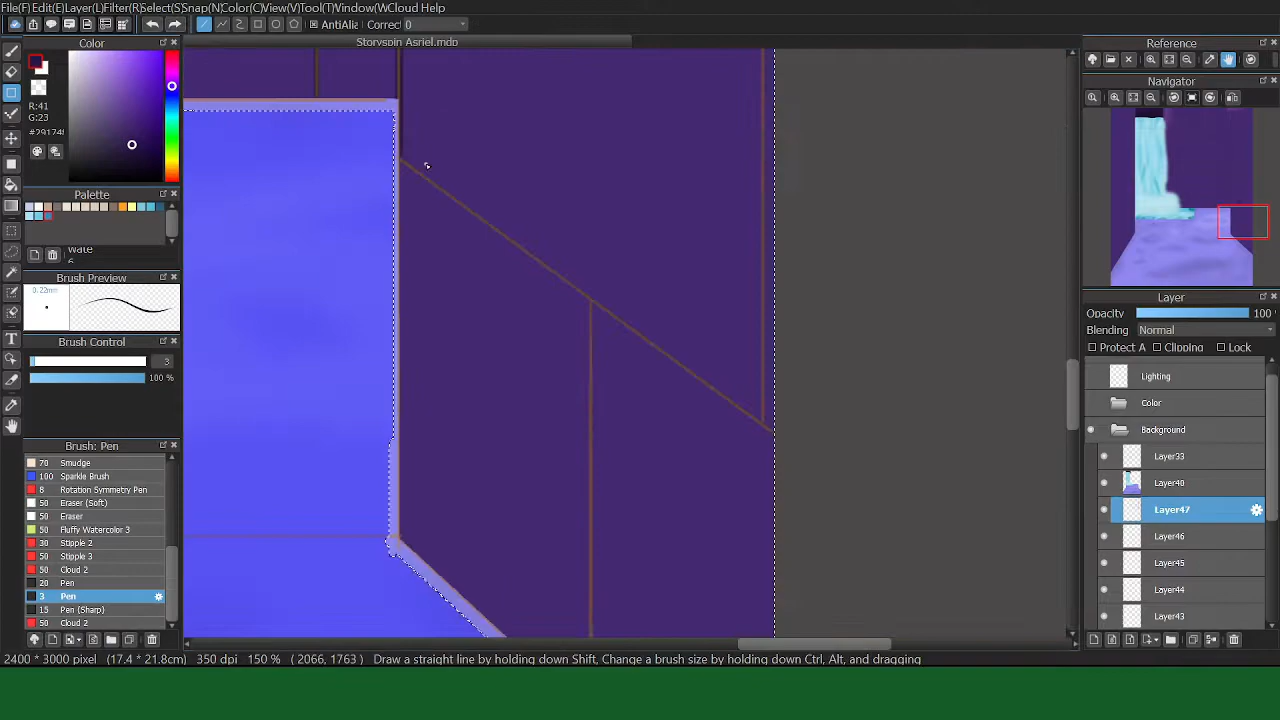 File(F) Edit(E) Layer(L) Filter(R) Select(S) Snap(N) Color(C) View(V) Tool(T) Window(W Cloud Help
AntiAlia Correc 0
Storyspin Asriel.mdp
Color
R:41
G:23
#291748
Palette
Wate
Brush Preview
0.22mm
Brush Control
3
100 %
Brush: Pen
70 Smudge
100 Sparkle Brush
8 Rotation Symmetry Pen
50 Eraser (Soft)
50 Eraser
50 Fluffy Watercolor 3
30 Stipple 2
50 Stipple 3
50 Cloud 2
20 Pen
3 Pen
15 Pen (Sharp)
50 Cloud 2
Reference
Navigator
Layer
Opacity 100
Blending Normal
Protect A Clipping Lock
Lighting
Color
Background
Layer33
Layer40
Layer47
Layer46
Layer45
Layer44
Layer43
2400 * 3000 pixel (17.4 * 21.8cm) 350 dpi 150 % ( 2066, 1763 ) Draw a straight line by holding down Shift, Change a brush size by holding down Ctrl, Alt, and dragging